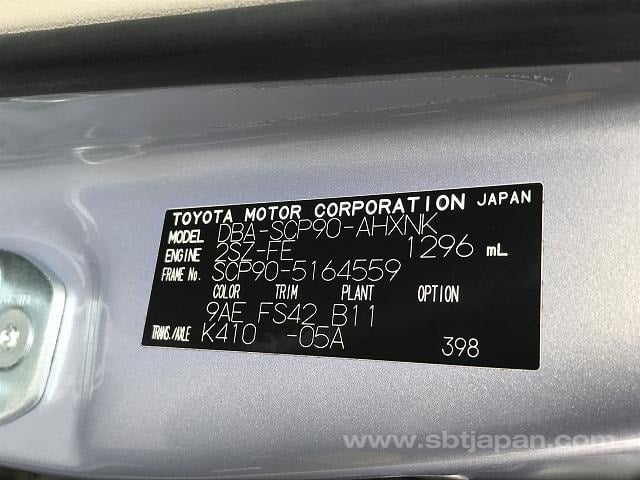 TOYOTA MOTOR CORPORATION JAPAN
MODEL DBA-SCP90-AHXNK
ENGINE 2SZ-FE 1296 mL
FRAME No. SCP90-5164559
COLOR TRIM PLANT OPTION
9AE FS42 B11
TRANS./AXLE K410 -05A 398
www.sbtjapan.com